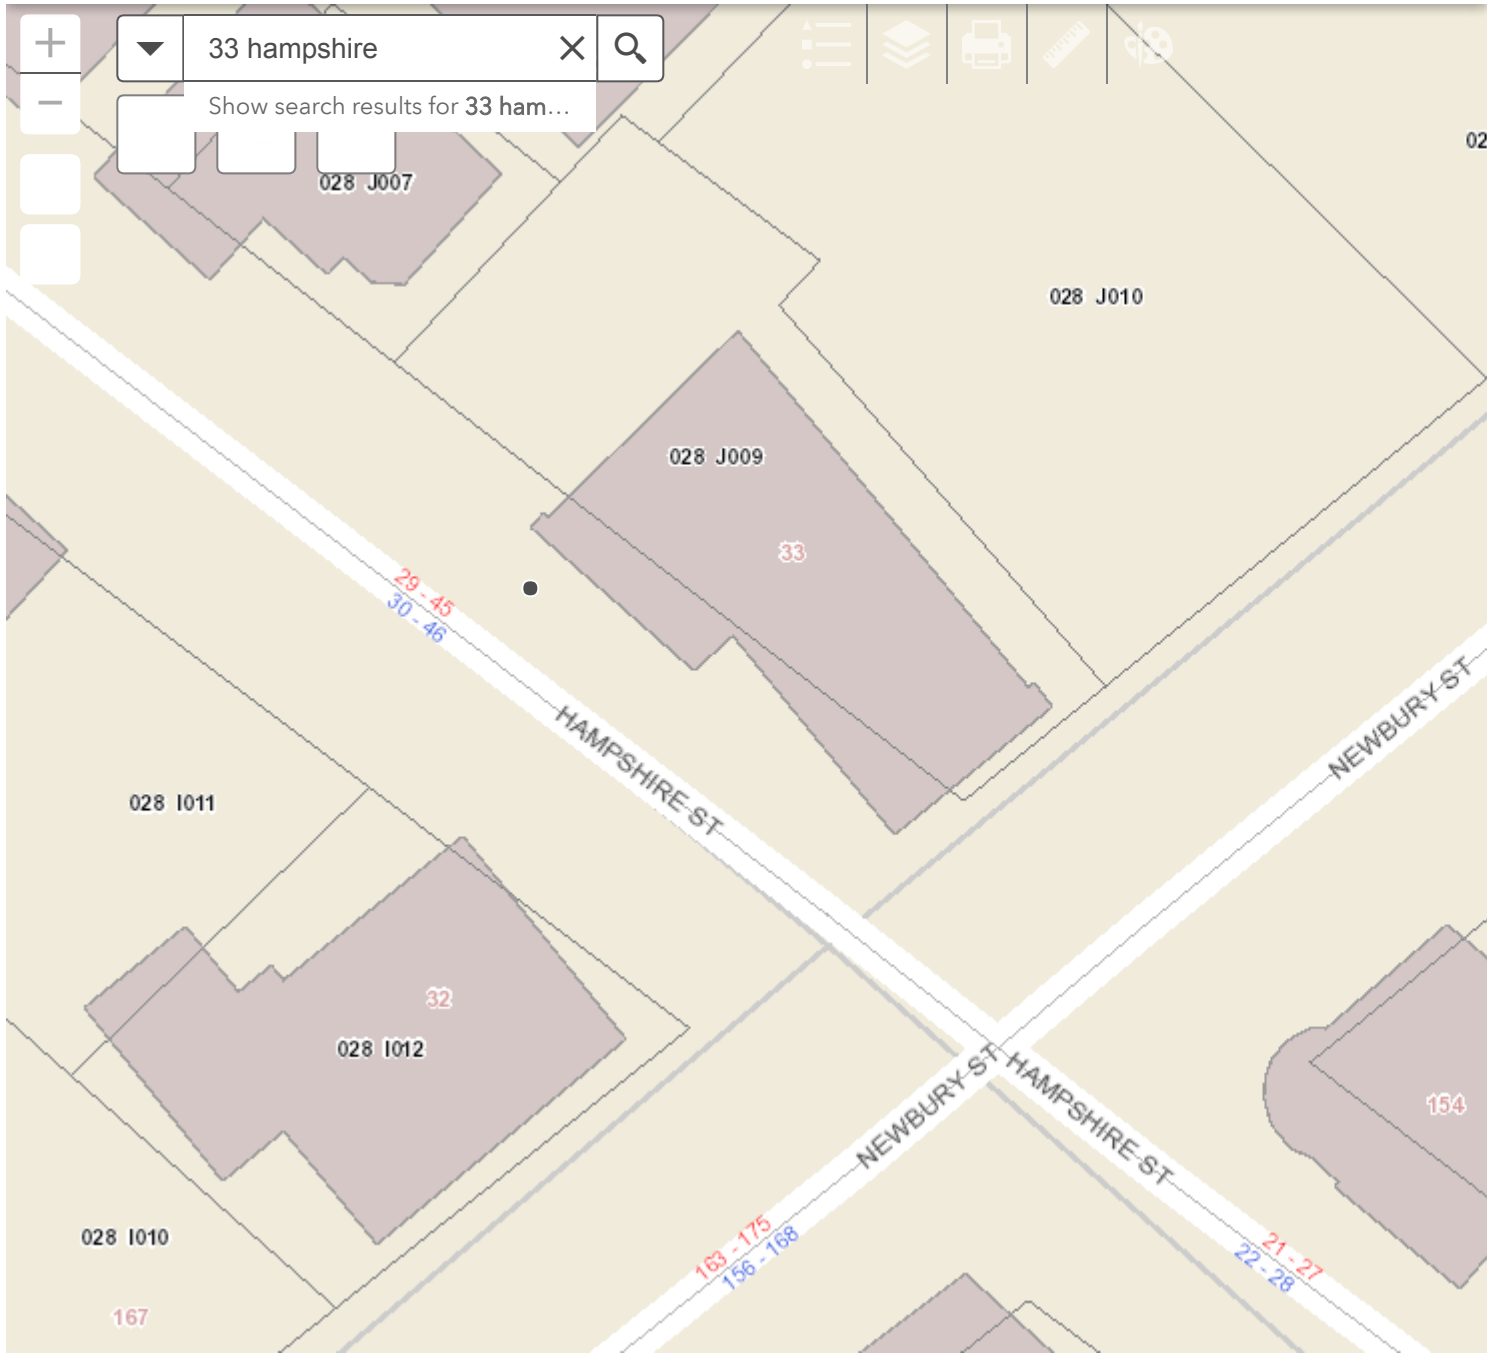 33 hampshire
Show search results for 33 ham...
02
028 J007
028 J010
028 J009
33
29 - 45
30 - 46
HAMPSHIRE ST
NEWBURY ST
028 I011
32
028 I012
NEWBURY ST
HAMPSHIRE ST
154
028 I010
163 - 175
156 - 168
21 - 27
22 - 28
167